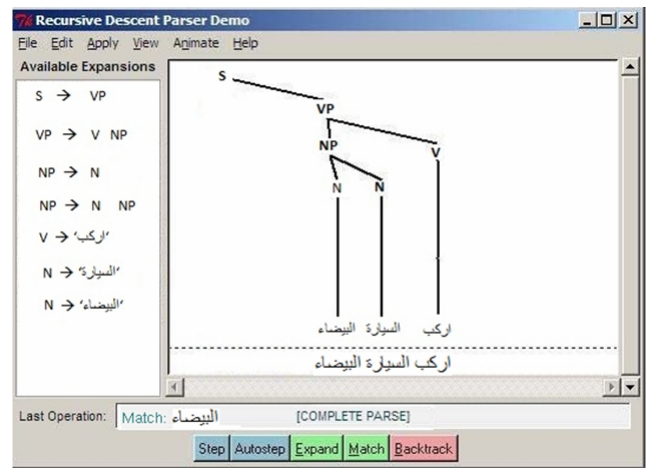 Recursive Descent Parser Demo
File Edit Apply View Animate Help
Available Expansions
S → VP
VP → V NP
NP → N
NP → N NP
V → 'اركب'
N → 'السيارة'
N → 'البيضاء'
S
VP
NP
V
N N
اركب السيارة البيضاء
اركب السيارة البيضاء
Last Operation: Match: البيضاء [COMPLETE PARSE]
Step Autostep Expand Match Backtrack